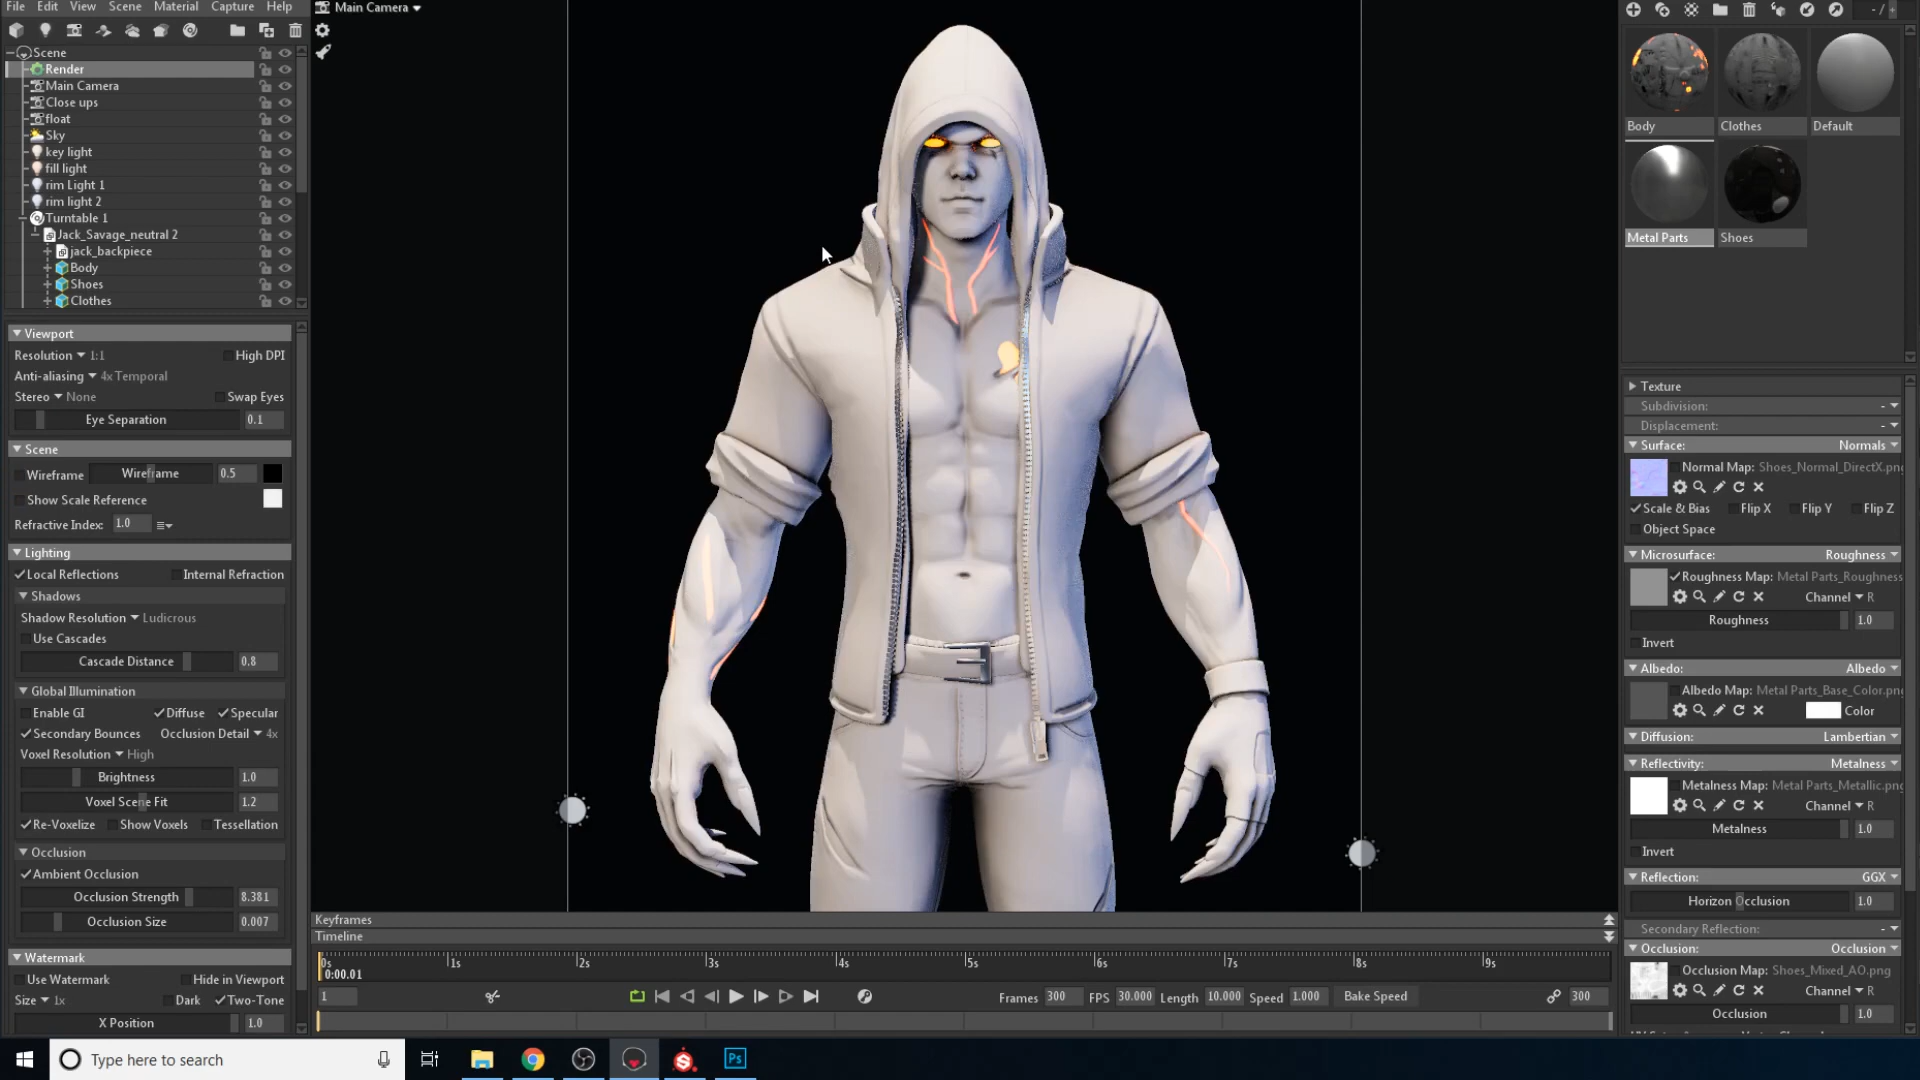 File Edit View Scene Material Capture Help
Main Camera
- / +
Scene
Render
Main Camera
Close ups
float
Sky
key light
fill light
rim Light 1
rim light 2
Turntable 1
Jack_Savage_neutral 2
jack_backpiece
Body
Shoes
Clothes
Body Clothes Default
Metal Parts Shoes
Viewport
Resolution 1:1 High DPI
Anti-aliasing 4x Temporal
Stereo None Swap Eyes
Eye Separation 0.1
Scene
Wireframe Wireframe 0.5
Show Scale Reference
Refractive Index: 1.0
Lighting
Local Reflections Internal Refraction
Shadows
Shadow Resolution Ludicrous
Use Cascades
Cascade Distance 0.8
Global Illumination
Enable GI Diffuse Specular
Secondary Bounces Occlusion Detail 4x
Voxel Resolution High
Brightness 1.0
Voxel Scene Fit 1.2
Re-Voxelize Show Voxels Tessellation
Occlusion
Ambient Occlusion
Occlusion Strength 8.381
Occlusion Size 0.007
Watermark
Use Watermark Hide in Viewport
Size 1x Dark Two-Tone
X Position 1.0
Texture
Subdivision: -
Displacement: -
Surface: Normals
Normal Map: Shoes_Normal_DirectX.png
Scale & Bias Flip X Flip Y Flip Z
Object Space
Microsurface: Roughness
Roughness Map: Metal Parts_Roughness
Channel R
Roughness 1.0
Invert
Albedo: Albedo
Albedo Map: Metal Parts_Base_Color.png
Color
Diffusion: Lambertian
Reflectivity: Metalness
Metalness Map: Metal Parts_Metallic.png
Channel R
Metalness 1.0
Invert
Reflection: GGX
Horizon Occlusion 1.0
Secondary Reflection: -
Occlusion: Occlusion
Occlusion Map: Shoes_Mixed_AO.png
Channel R
Occlusion 1.0
Keyframes
Timeline
0s 1s 2s 3s 4s 5s 6s 7s 8s 9s
0:00.01
1 Frames 300 FPS 30.000 Length 10.000 Speed 1.000 Bake Speed 300
Type here to search
Ps